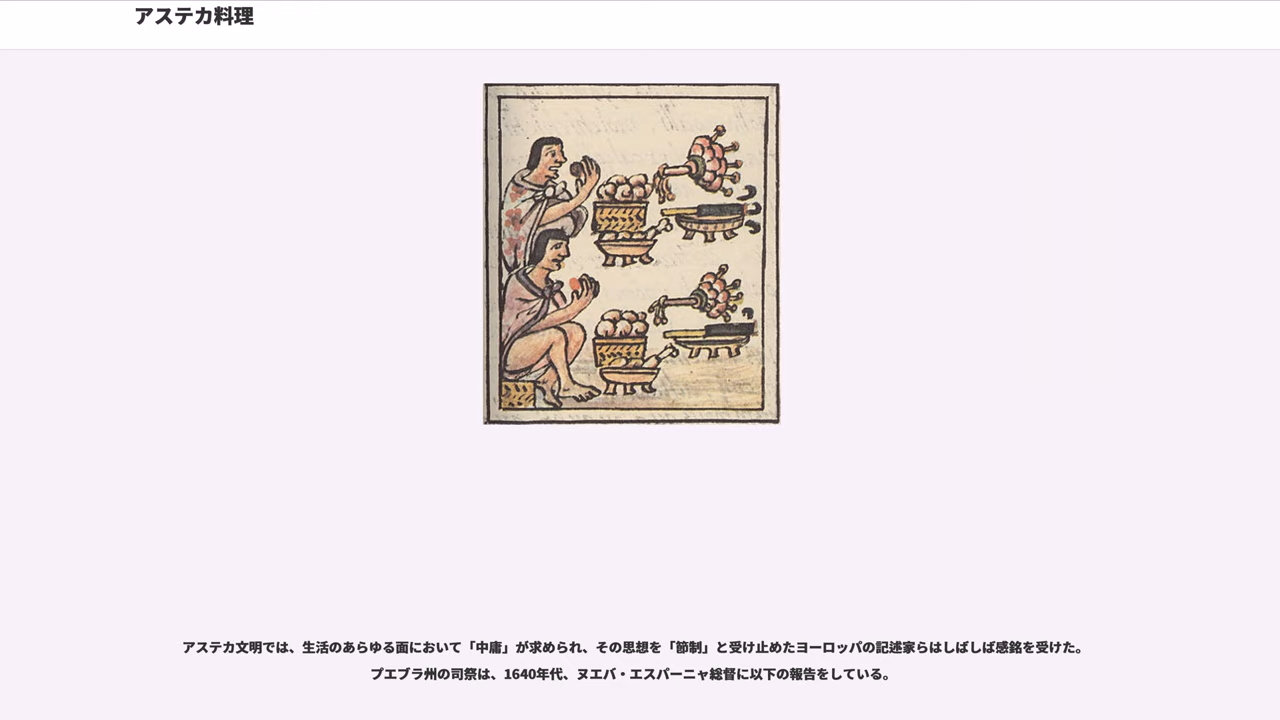 アステカ料理
アステカ文明では、生活のあらゆる面において「中庸」が求められ、その思想を「節制」と受け止めたヨーロッパの記述家らはしばしば感銘を受けた。
プエブラ州の司祭は、1640年代、ヌエバ・エスパーニャ総督に以下の報告をしている。